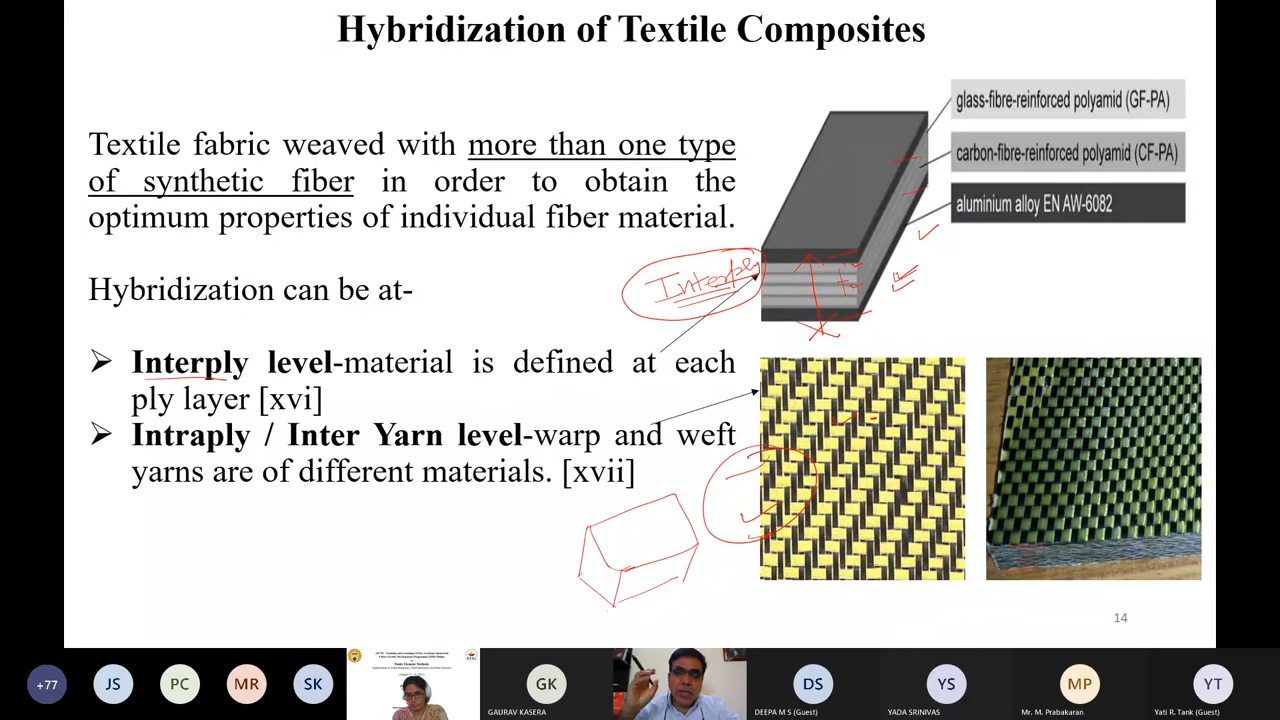 Hybridization of Textile Composites
glass-fibre-reinforced polyamid (GF-PA)
carbon-fibre-reinforced polyamid (CF-PA)
aluminium alloy EN AW-6082
Textile fabric weaved with more than one type
of synthetic fiber in order to obtain the
optimum properties of individual fiber material.
Interply
Hybridization can be at-
➢ Interply level-material is defined at each
ply layer [xvi]
➢ Intraply / Inter Yarn level-warp and weft
yarns are of different materials. [xvii]
14
+77
JS
PC
MR
SK
GK
GAURAV KASERA
DS
DEEPA M S (Guest)
YS
YADA SRINIVAS
MP
Mr. M. Prabakaran
YT
Yati R. Tank (Guest)